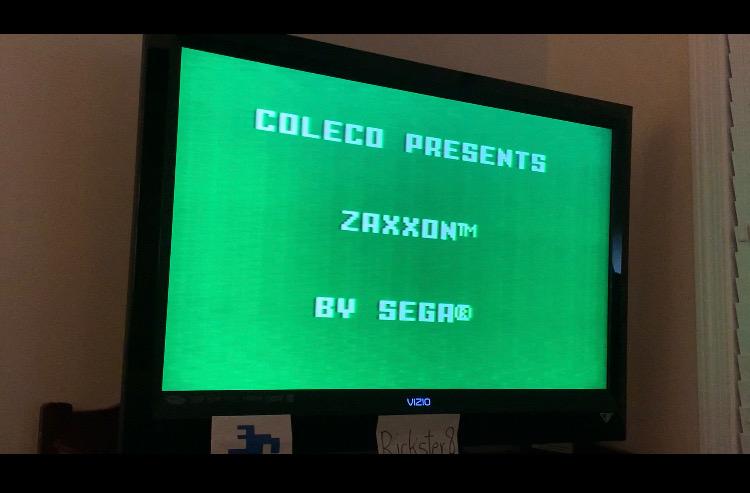 COLECO PRESENTS
ZAXXON™
BY SEGA®
VIZIO
Rickster8